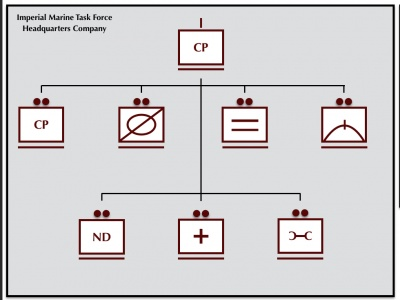 Imperial Marine Task Force
Headquarters Company
CP
CP
ND